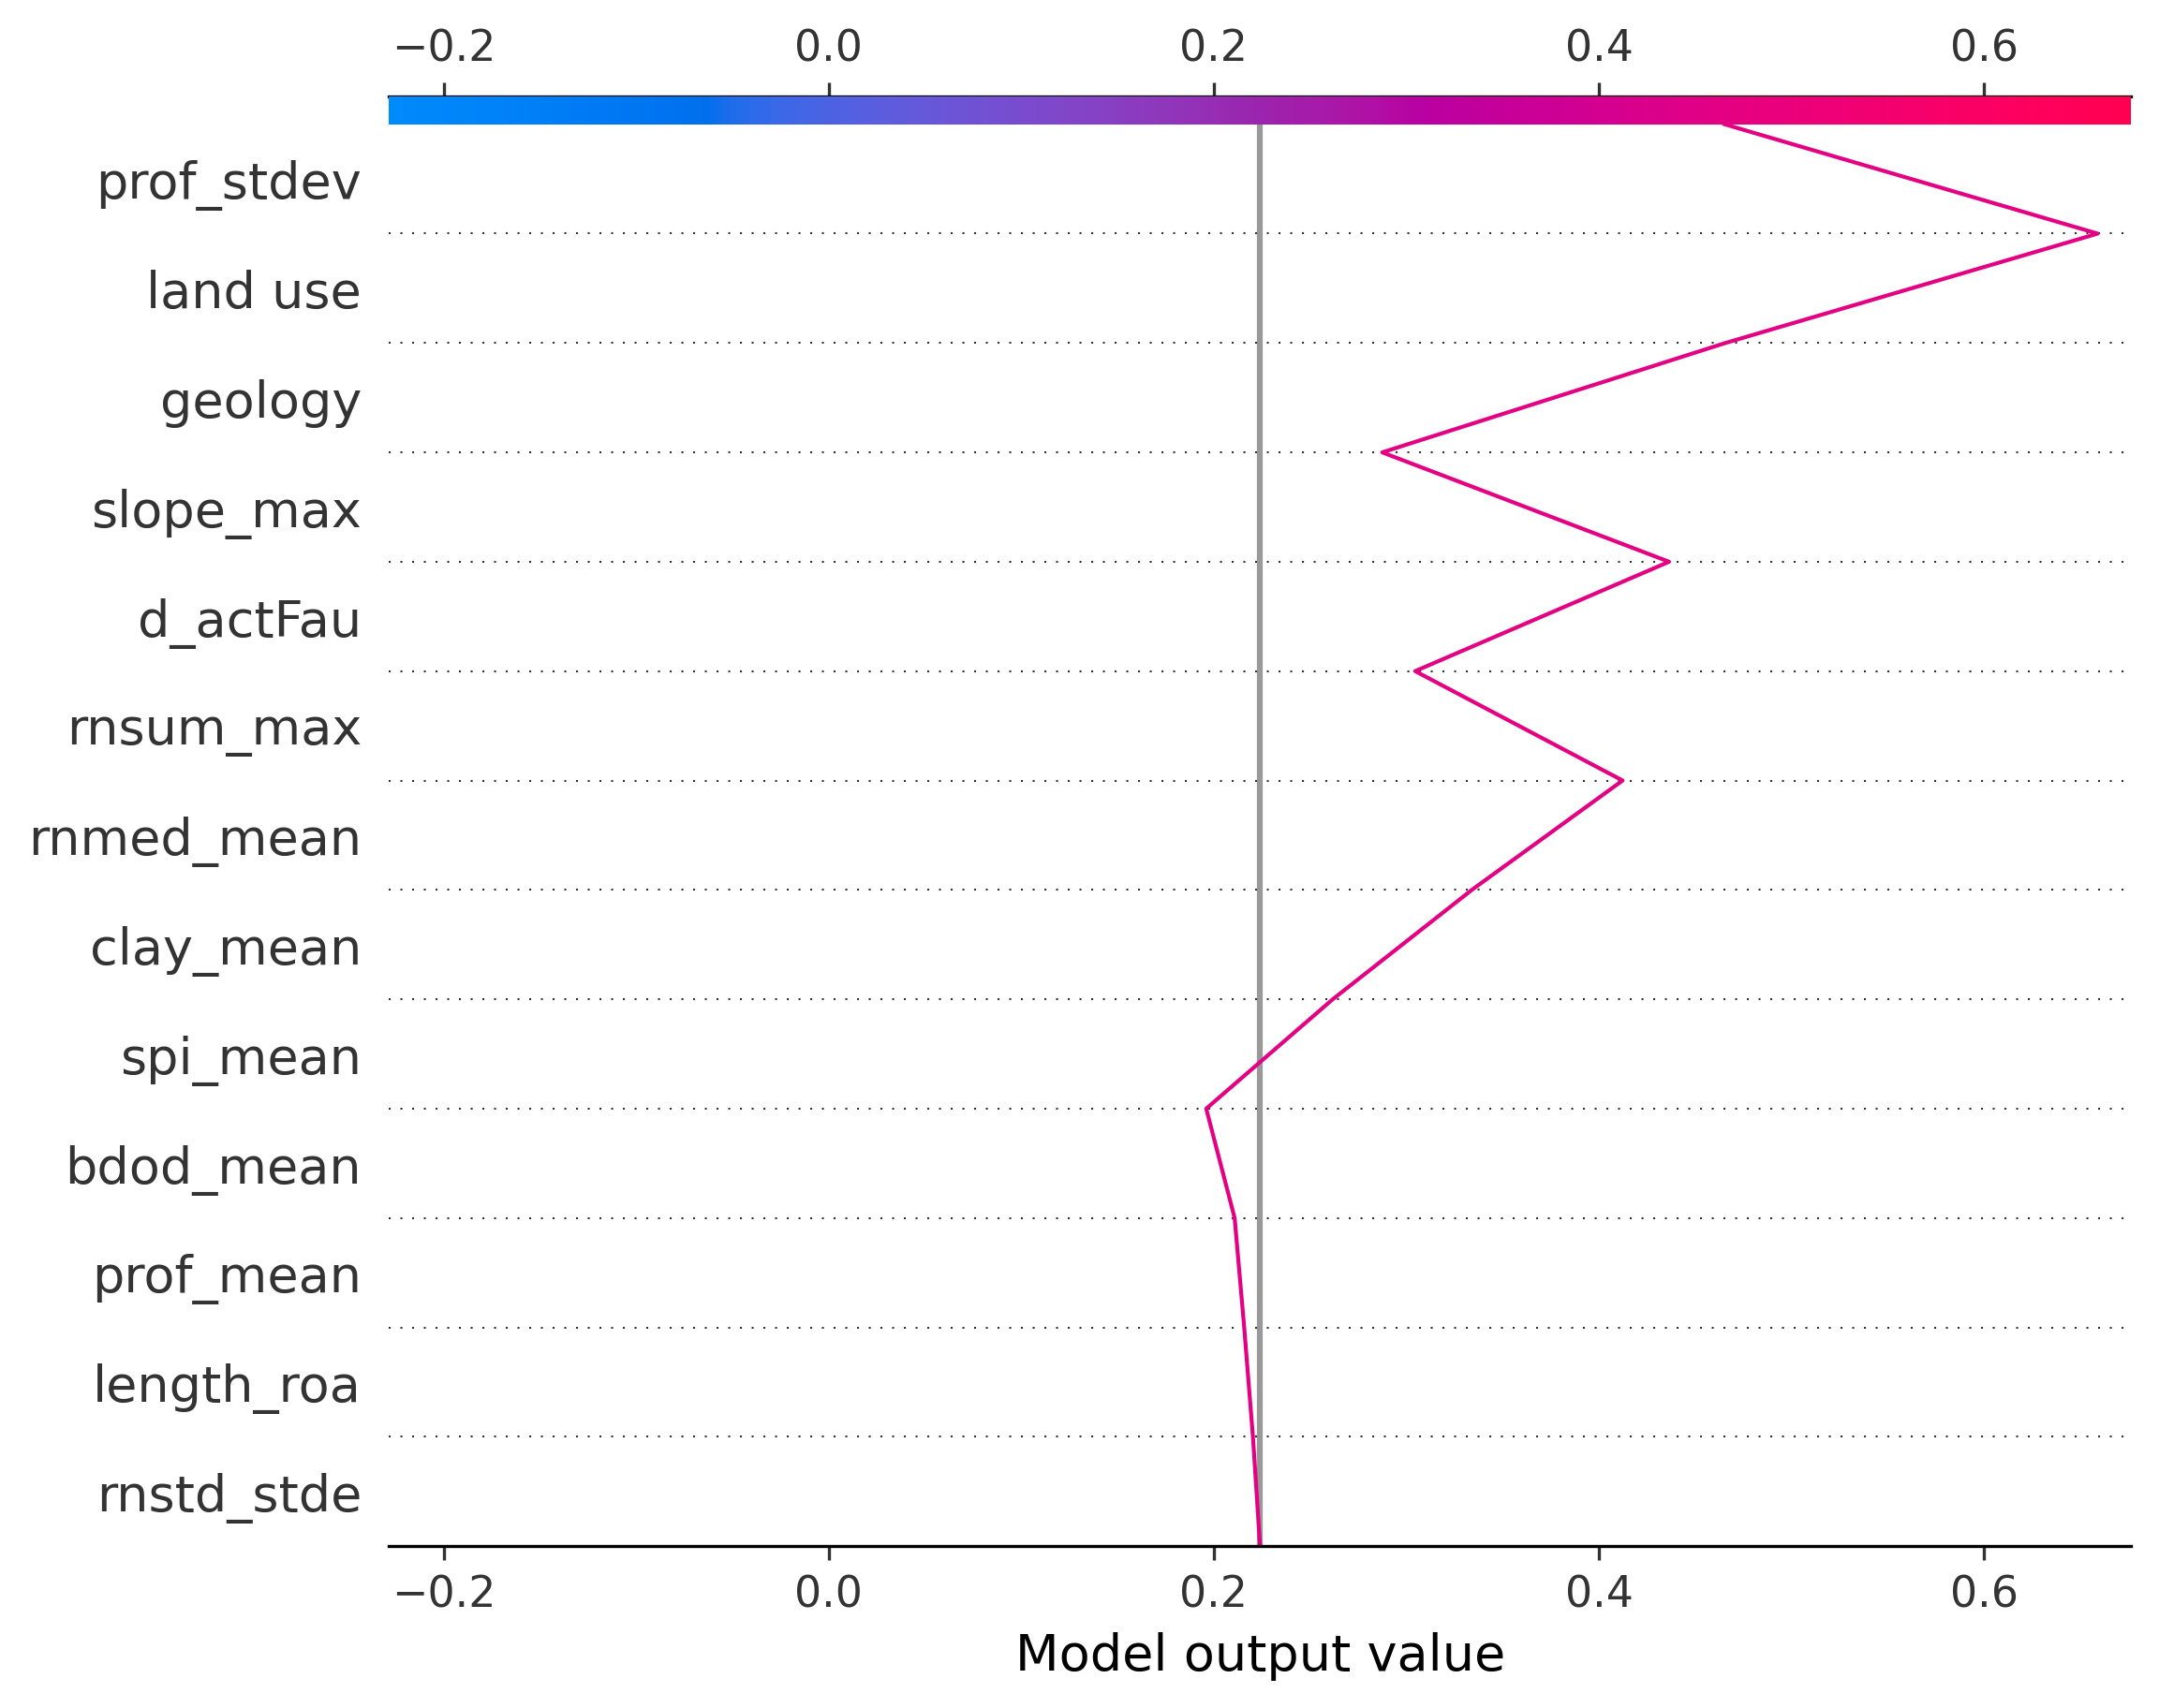 −0.2 0.0 0.2 0.4 0.6
prof_stdev
land use
geology
slope_max
d_actFau
rnsum_max
rnmed_mean
clay_mean
spi_mean
bdod_mean
prof_mean
length_roa
rnstd_stde
−0.2 0.0 0.2 0.4 0.6
Model output value